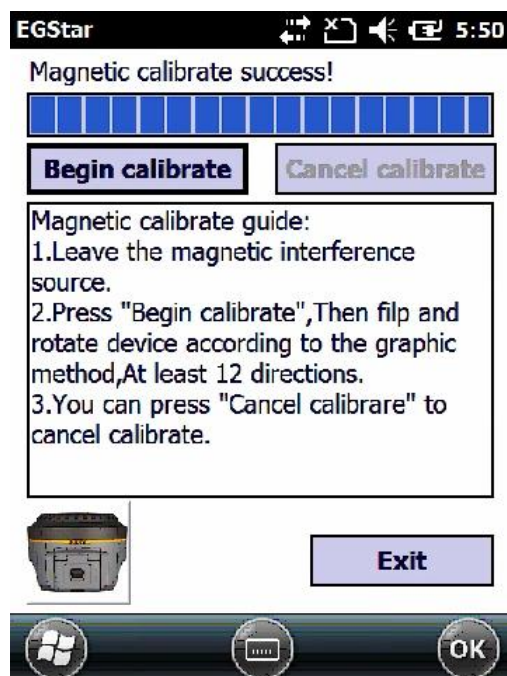 EGStar 5:50
Magnetic calibrate success!
Begin calibrate Cancel calibrate
Magnetic calibrate guide:
1.Leave the magnetic interference
source.
2.Press "Begin calibrate",Then filp and
rotate device according to the graphic
method,At least 12 directions.
3.You can press "Cancel calibrare" to
cancel calibrate.
Exit
OK